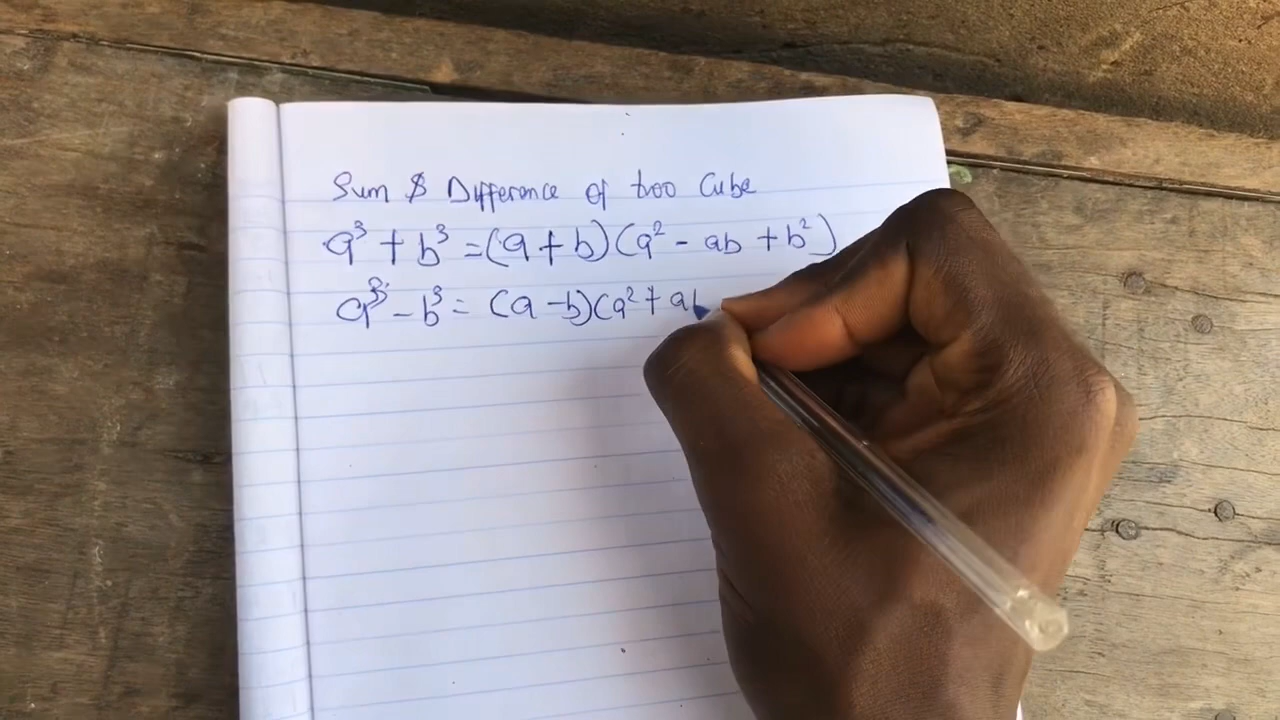 Sum $ Difference of two Cube
a³ + b³ = (a + b) (a² - ab + b²)
a³ - b³ = (a - b) (a² + ab